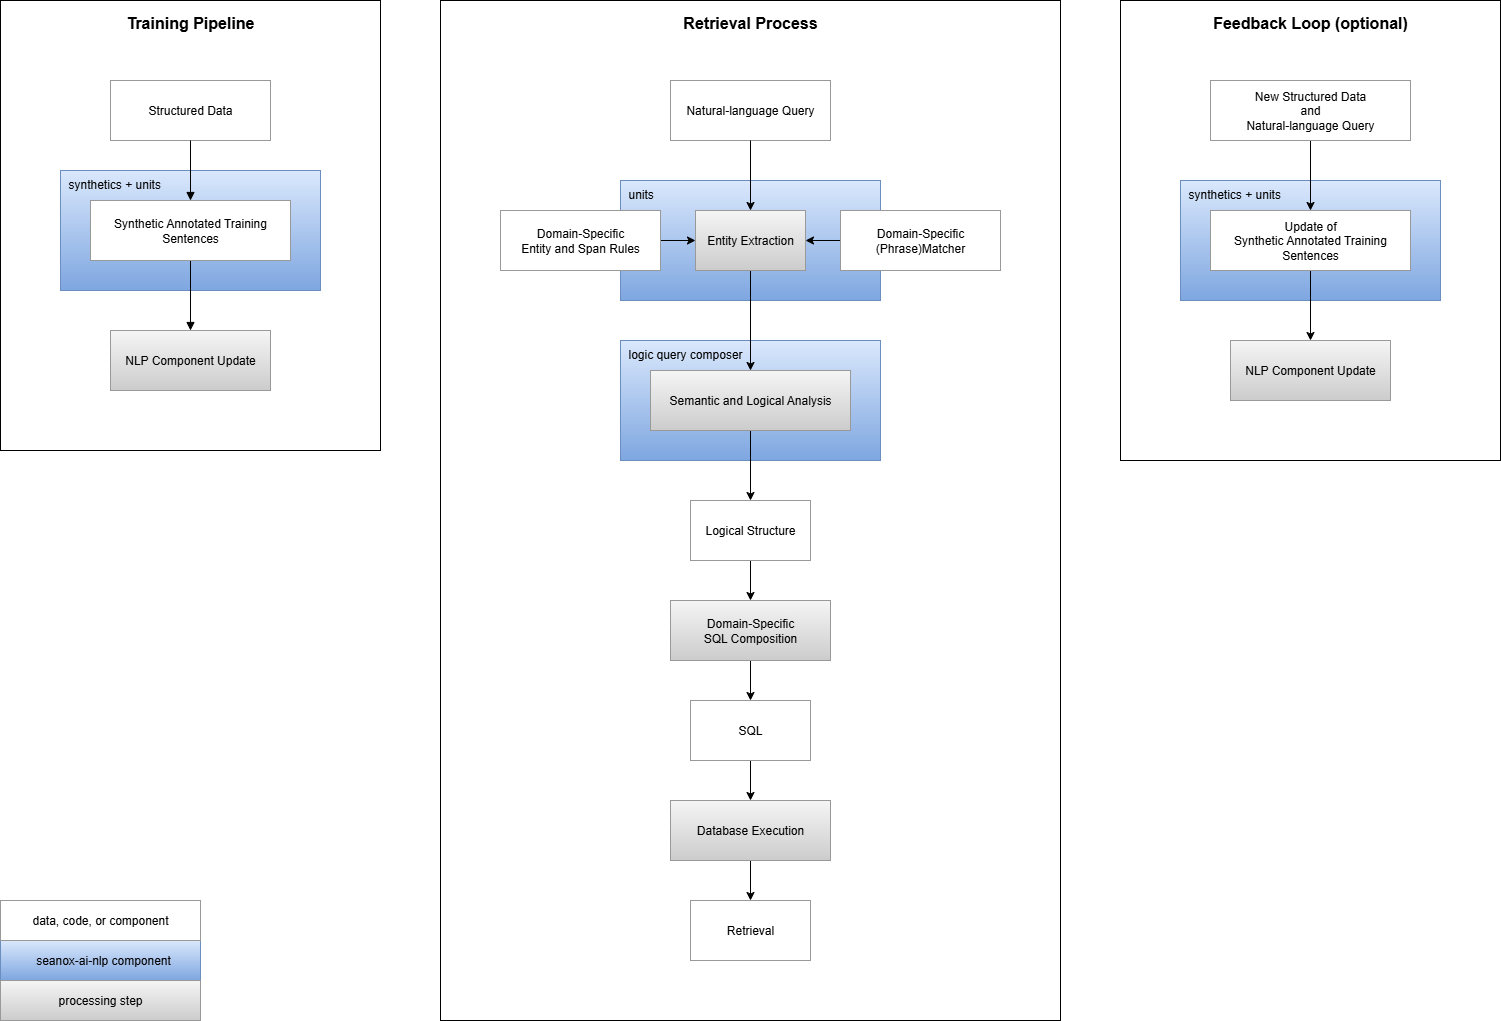 Training Pipeline
Structured Data
synthetics + units
Synthetic Annotated Training
Sentences
NLP Component Update
Retrieval Process
Natural-language Query
units
Domain-Specific
Entity and Span Rules
Entity Extraction
Domain-Specific
(Phrase)Matcher
logic query composer
Semantic and Logical Analysis
Logical Structure
Domain-Specific
SQL Composition
SQL
Database Execution
Retrieval
Feedback Loop (optional)
New Structured Data
and
Natural-language Query
synthetics + units
Update of
Synthetic Annotated Training
Sentences
NLP Component Update
data, code, or component
seanox-ai-nlp component
processing step